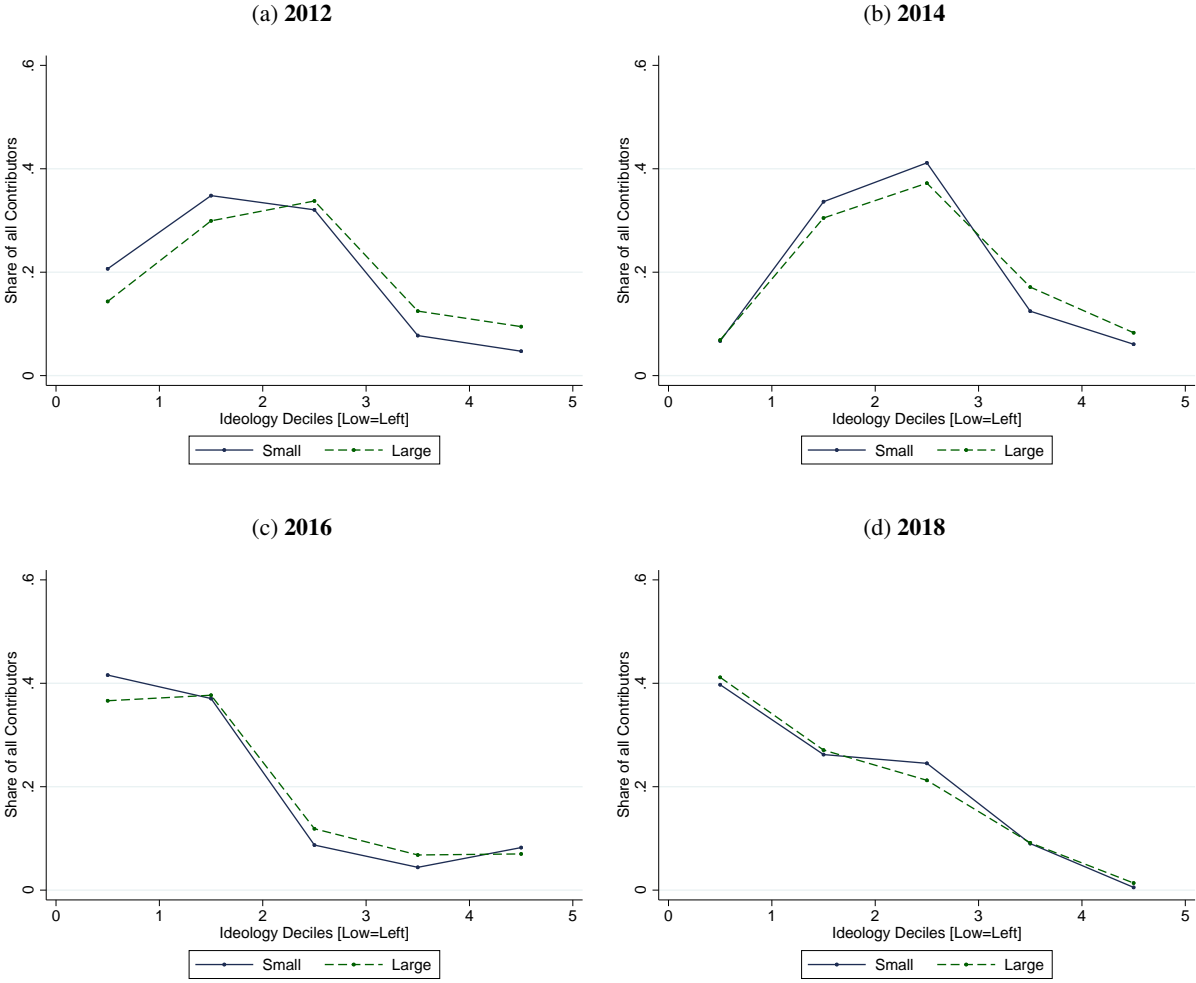 (a) 2012
Share of all Contributors
0 .2 .4 .6
0 1 2 3 4 5
Ideology Deciles [Low=Left]
Small Large
(b) 2014
Share of all Contributors
0 .2 .4 .6
0 1 2 3 4 5
Ideology Deciles [Low=Left]
Small Large
(c) 2016
Share of all Contributors
0 .2 .4 .6
0 1 2 3 4 5
Ideology Deciles [Low=Left]
Small Large
(d) 2018
Share of all Contributors
0 .2 .4 .6
0 1 2 3 4 5
Ideology Deciles [Low=Left]
Small Large